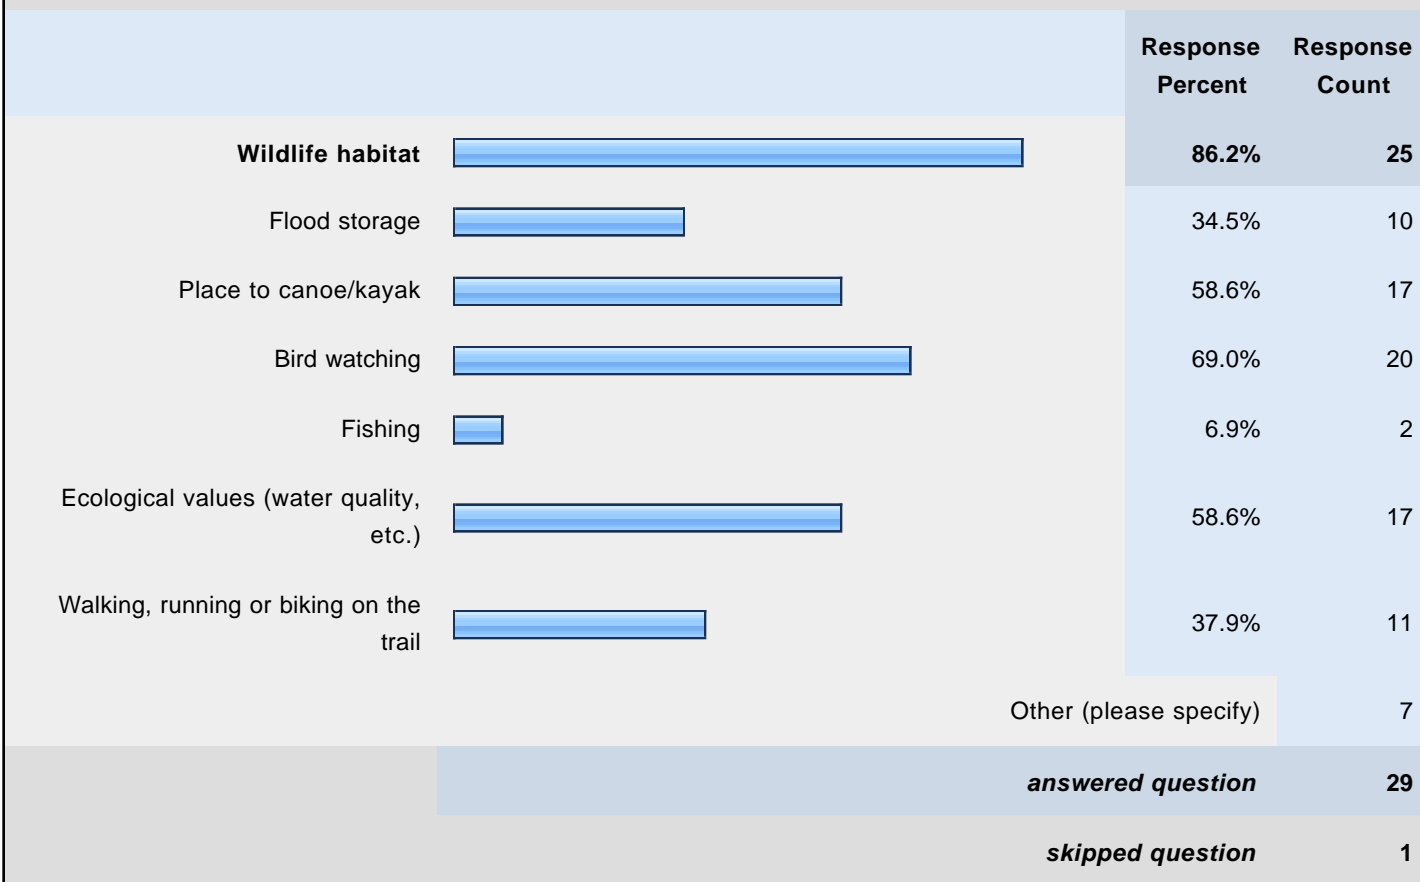 Response Response
Percent Count
Wildlife habitat 86.2% 25
Flood storage 34.5% 10
Place to canoe/kayak 58.6% 17
Bird watching 69.0% 20
Fishing 6.9% 2
Ecological values (water quality,
etc.) 58.6% 17
Walking, running or biking on the
trail 37.9% 11
Other (please specify) 7
answered question 29
skipped question 1